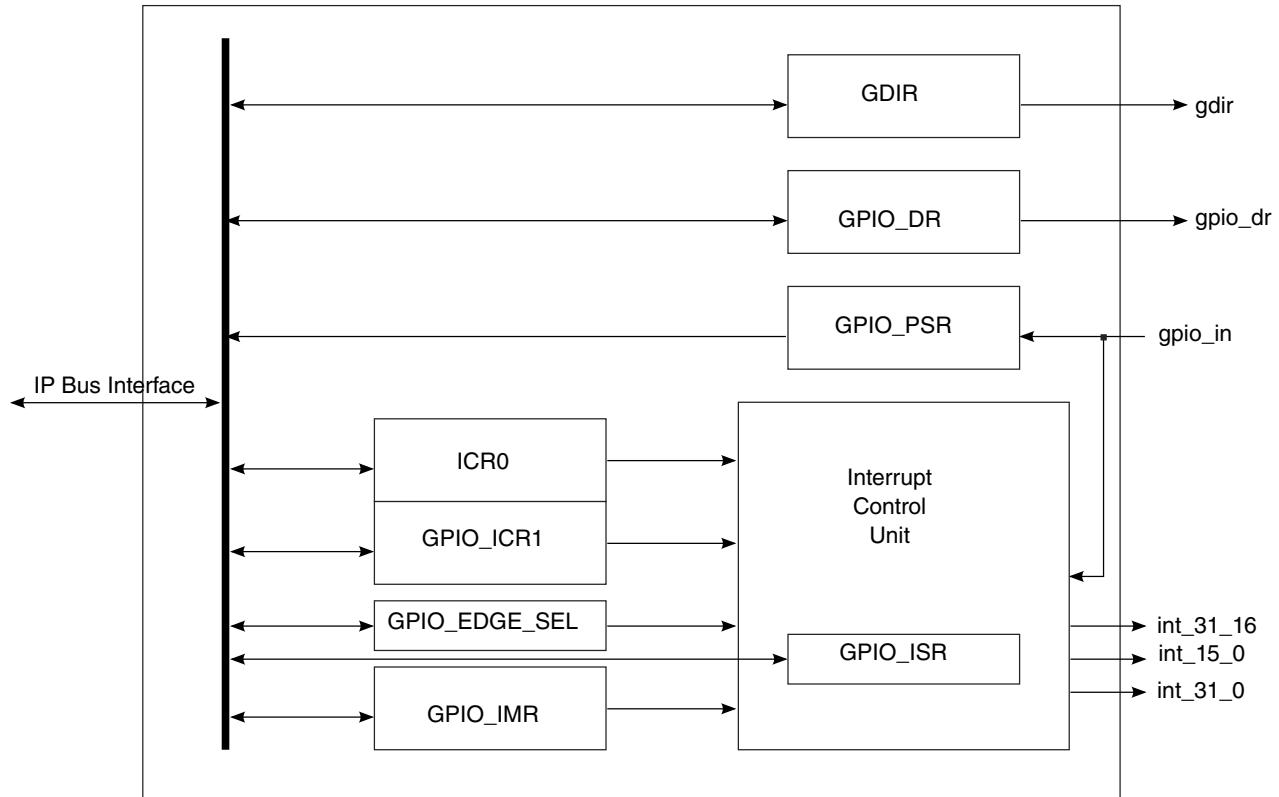 GDIR
gdir
GPIO_DR
gpio_dr
GPIO_PSR
gpio_in
IP Bus Interface
ICR0
Interrupt
Control
Unit
GPIO_ICR1
GPIO_EDGE_SEL
int_31_16
GPIO_ISR
int_15_0
int_31_0
GPIO_IMR